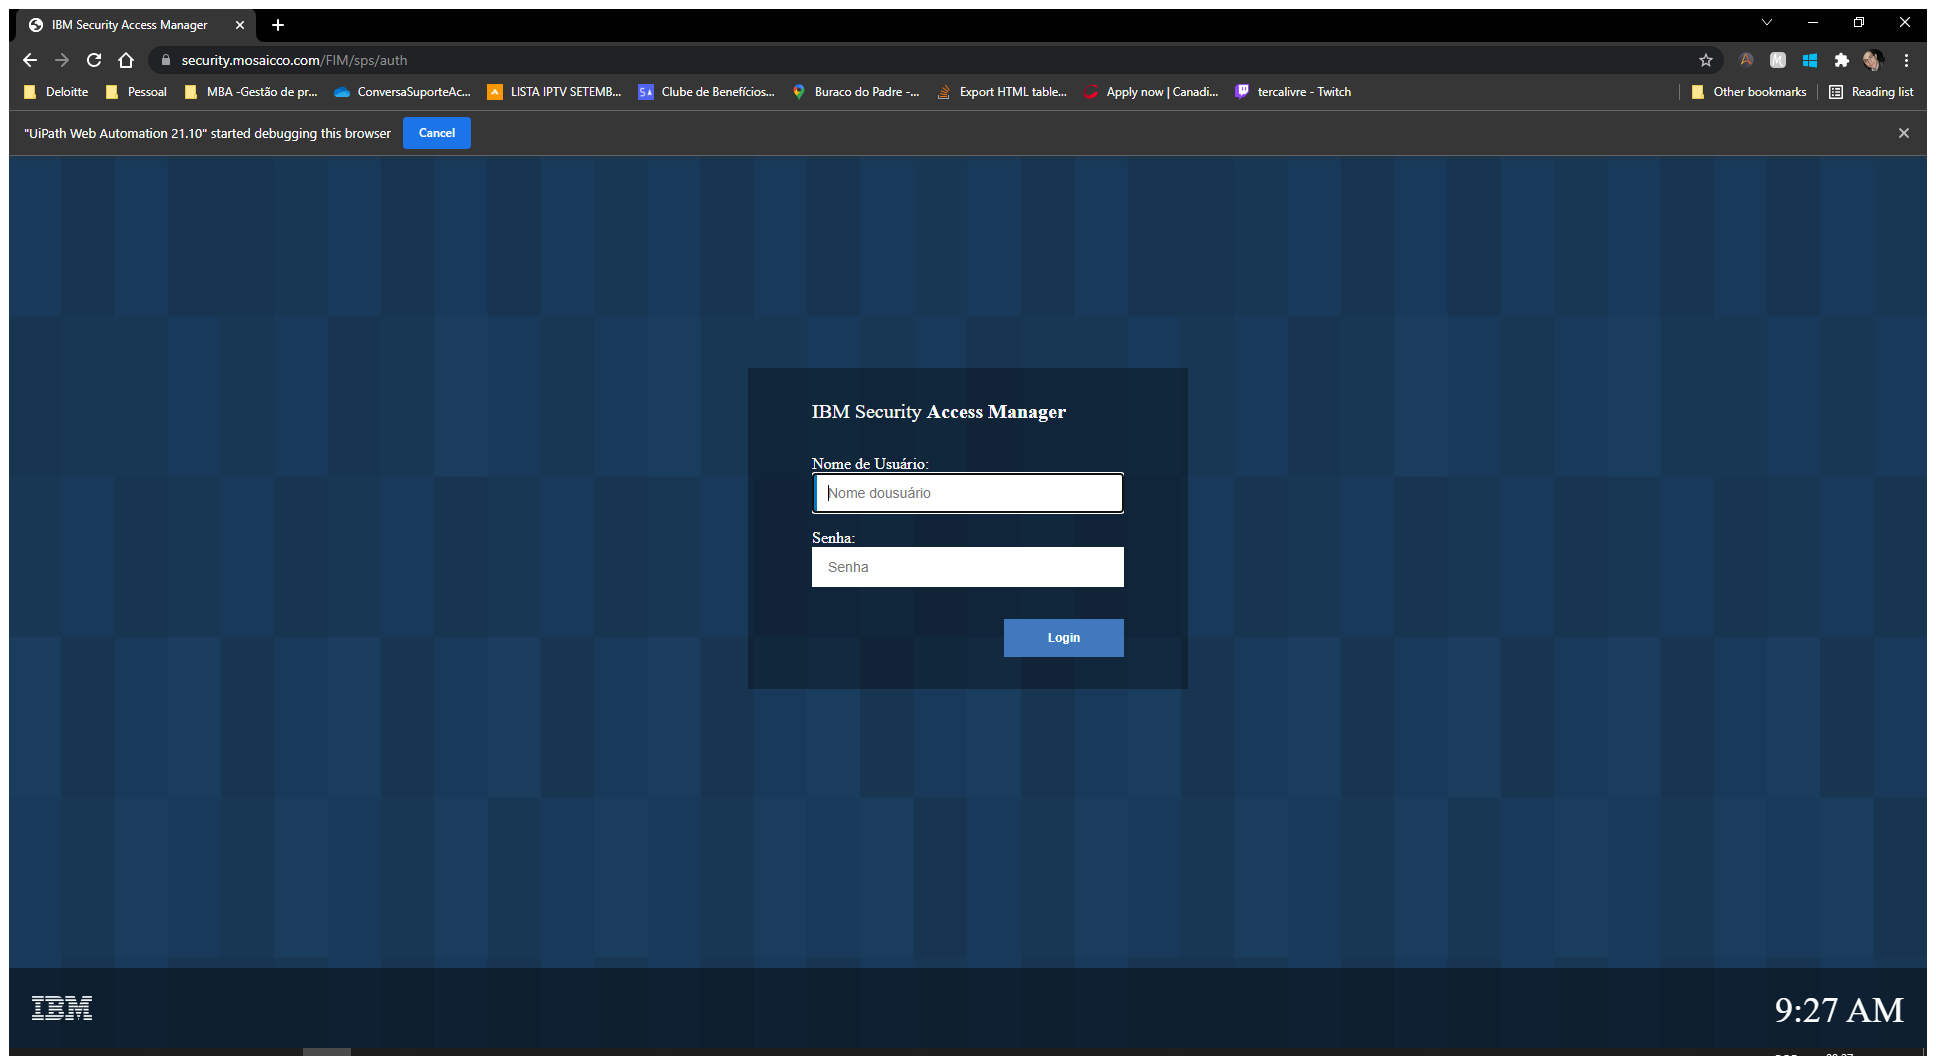 IBM Security Access Manager
security.mosaicco.com/FIM/sps/auth
Deloitte Pessoal MBA -Gestão de pr... ConversaSuporteAc... LISTA IPTV SETEMB... Clube de Benefícios... Buraco do Padre -... Export HTML table... Apply now | Canadi... tercalivre - Twitch Other bookmarks Reading list
"UiPath Web Automation 21.10" started debugging this browser Cancel
IBM Security Access Manager
Nome de Usuário:
Nome dousuário
Senha:
Senha
Login
IBM 9:27 AM